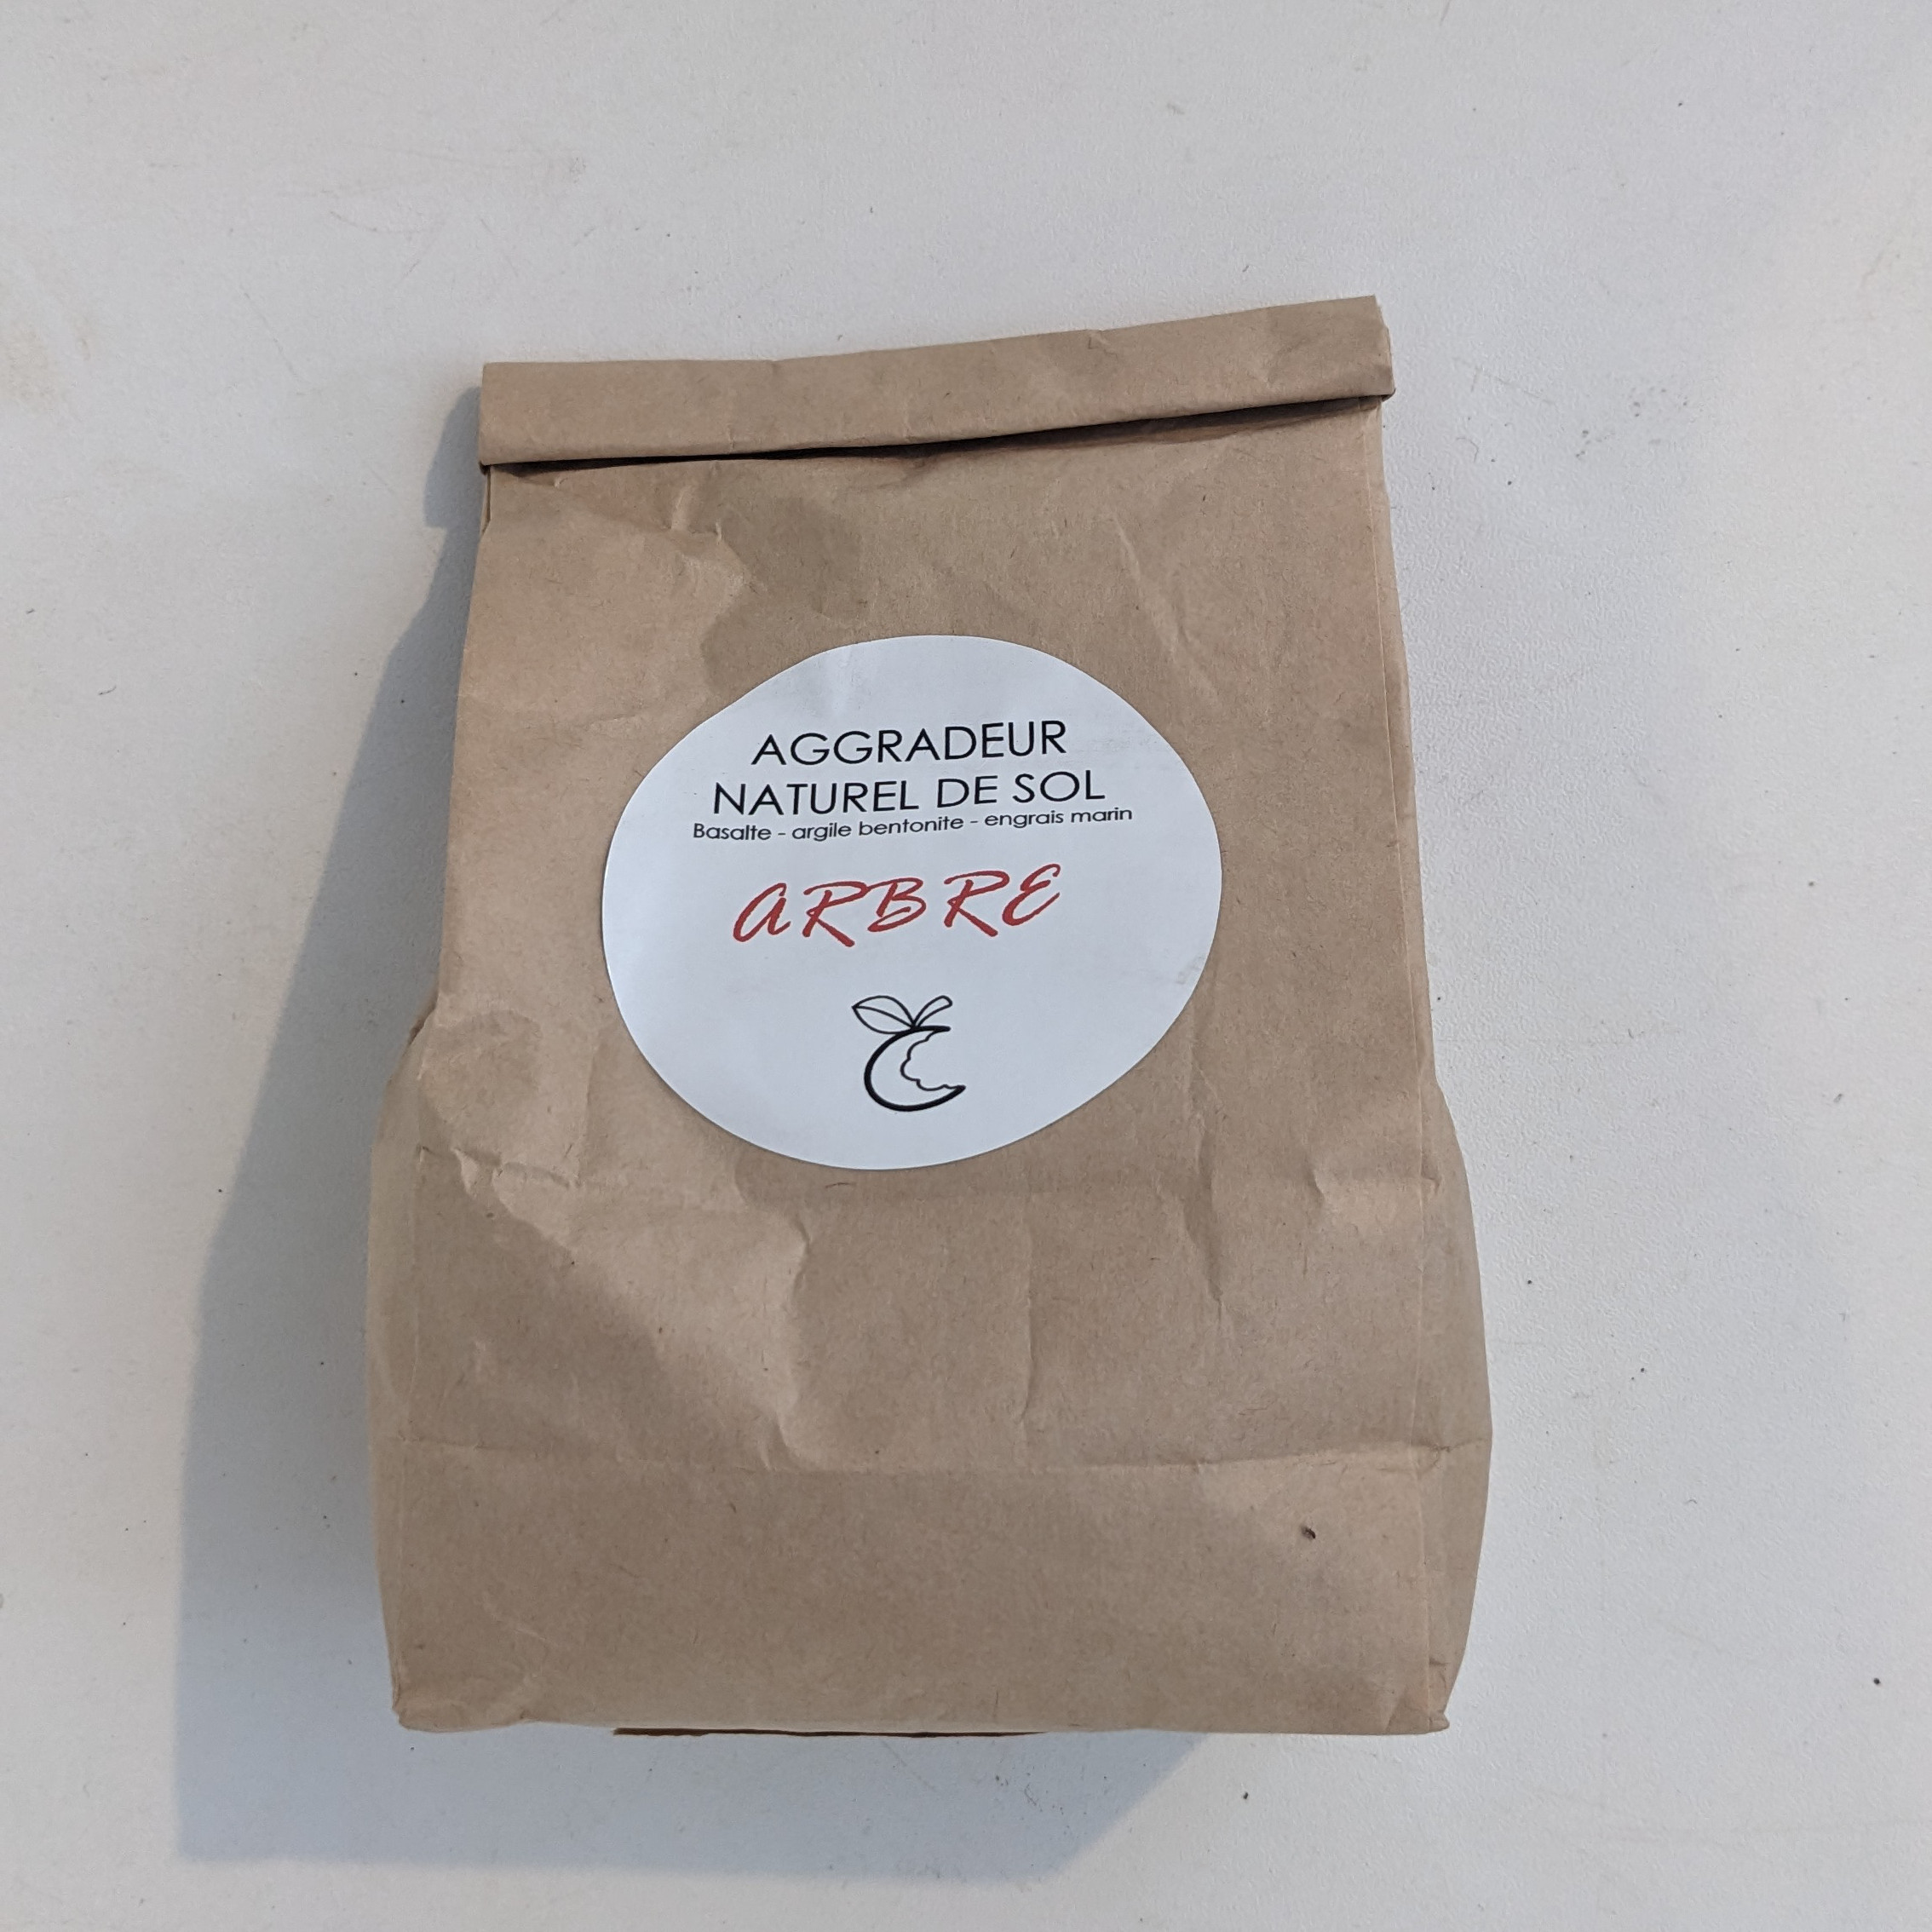 AGGRADEUR
NATUREL DE SOL
Basalte - argile bentonite - engrais marin
ARBRE